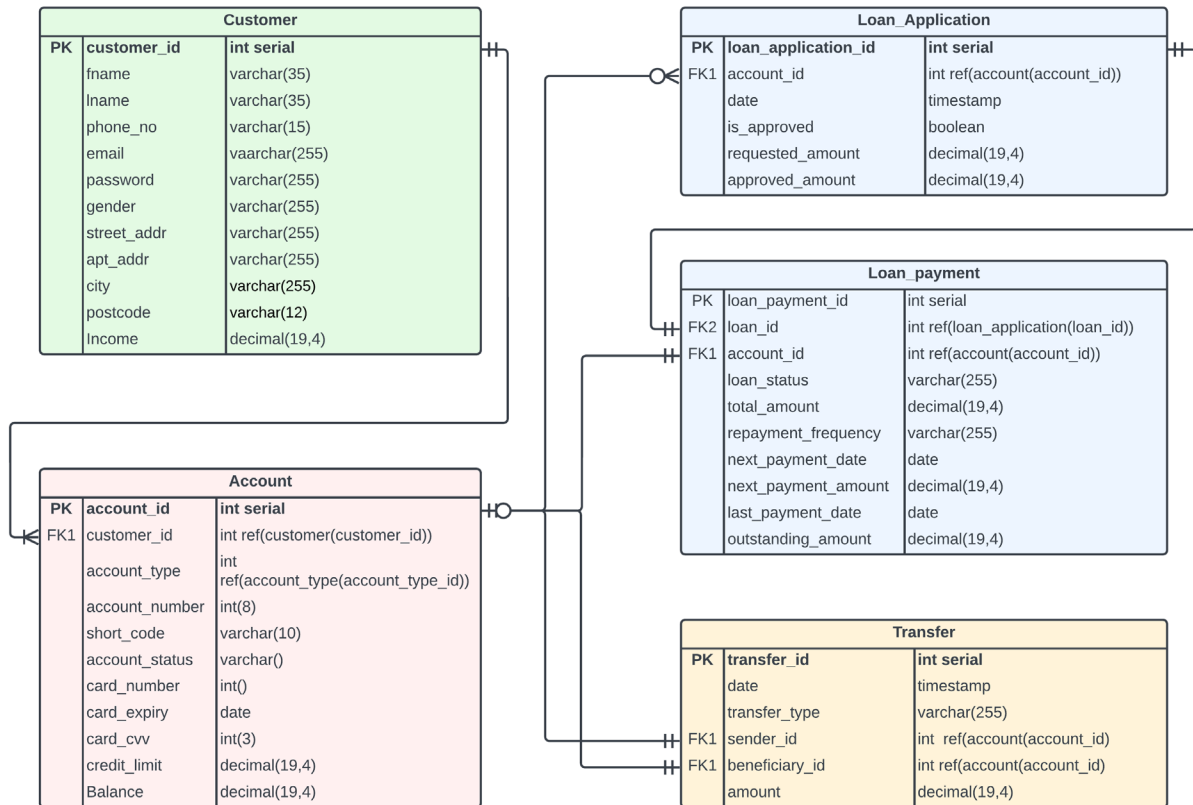 Customer
PK customer_id int serial
fname varchar(35)
lname varchar(35)
phone_no varchar(15)
email vaarchar(255)
password varchar(255)
gender varchar(255)
street_addr varchar(255)
apt_addr varchar(255)
city varchar(255)
postcode varchar(12)
Income decimal(19,4)
Loan_Application
PK loan_application_id int serial
FK1 account_id int ref(account(account_id))
date timestamp
is_approved boolean
requested_amount decimal(19,4)
approved_amount decimal(19,4)
Loan_payment
PK loan_payment_id int serial
FK2 loan_id int ref(loan_application(loan_id))
FK1 account_id int ref(account(account_id))
loan_status varchar(255)
total_amount decimal(19,4)
repayment_frequency varchar(255)
next_payment_date date
next_payment_amount decimal(19,4)
last_payment_date date
outstanding_amount decimal(19,4)
Account
PK account_id int serial
FK1 customer_id int ref(customer(customer_id))
account_type int
ref(account_type(account_type_id))
account_number int(8)
short_code varchar(10)
account_status varchar()
card_number int()
card_expiry date
card_cvv int(3)
credit_limit decimal(19,4)
Balance decimal(19,4)
Transfer
PK transfer_id int serial
date timestamp
transfer_type varchar(255)
FK1 sender_id int ref(account(account_id)
FK1 beneficiary_id int ref(account(account_id)
amount decimal(19,4)